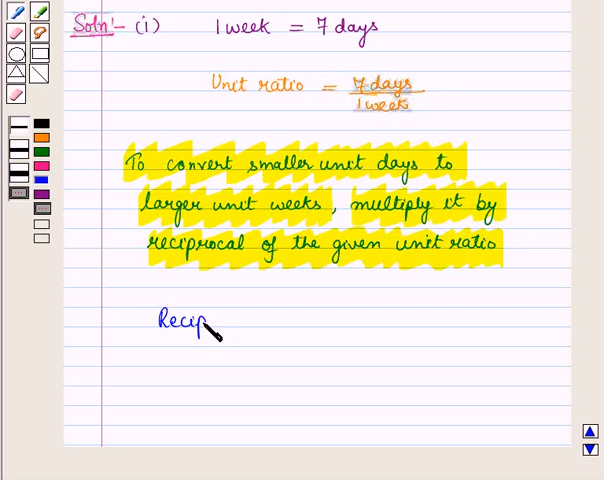 Soln:- (i) 1 week = 7 days
Unit ratio = 7 days
1 week
To convert smaller unit days to
larger unit weeks, multiply it by
reciprocal of the given unit ratio
Recip